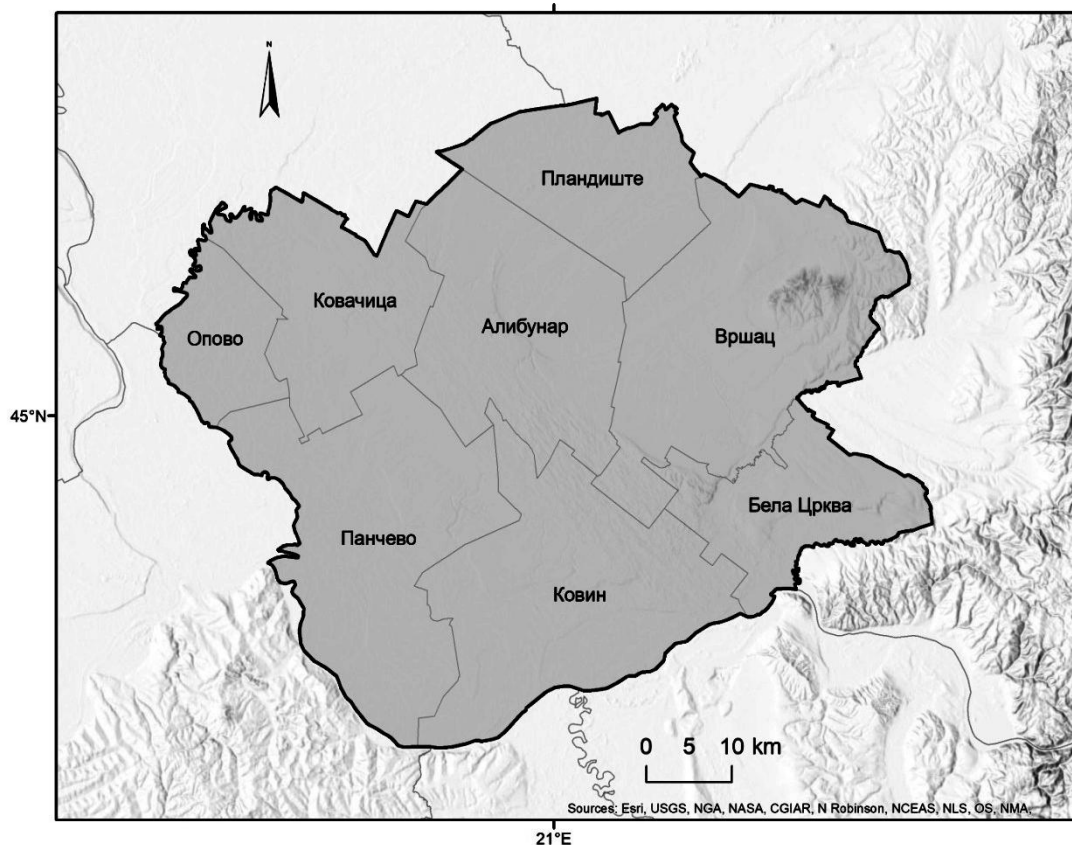 N
Пландиште
Ковачица
Опово
Алибунар
Вршац
45°N
Бела Црква
Панчево
Ковин
0 5 10 km
Sources: Esri, USGS, NGA, NASA, CGIAR, N Robinson, NCEAS, NLS, OS, NMA,
21°E